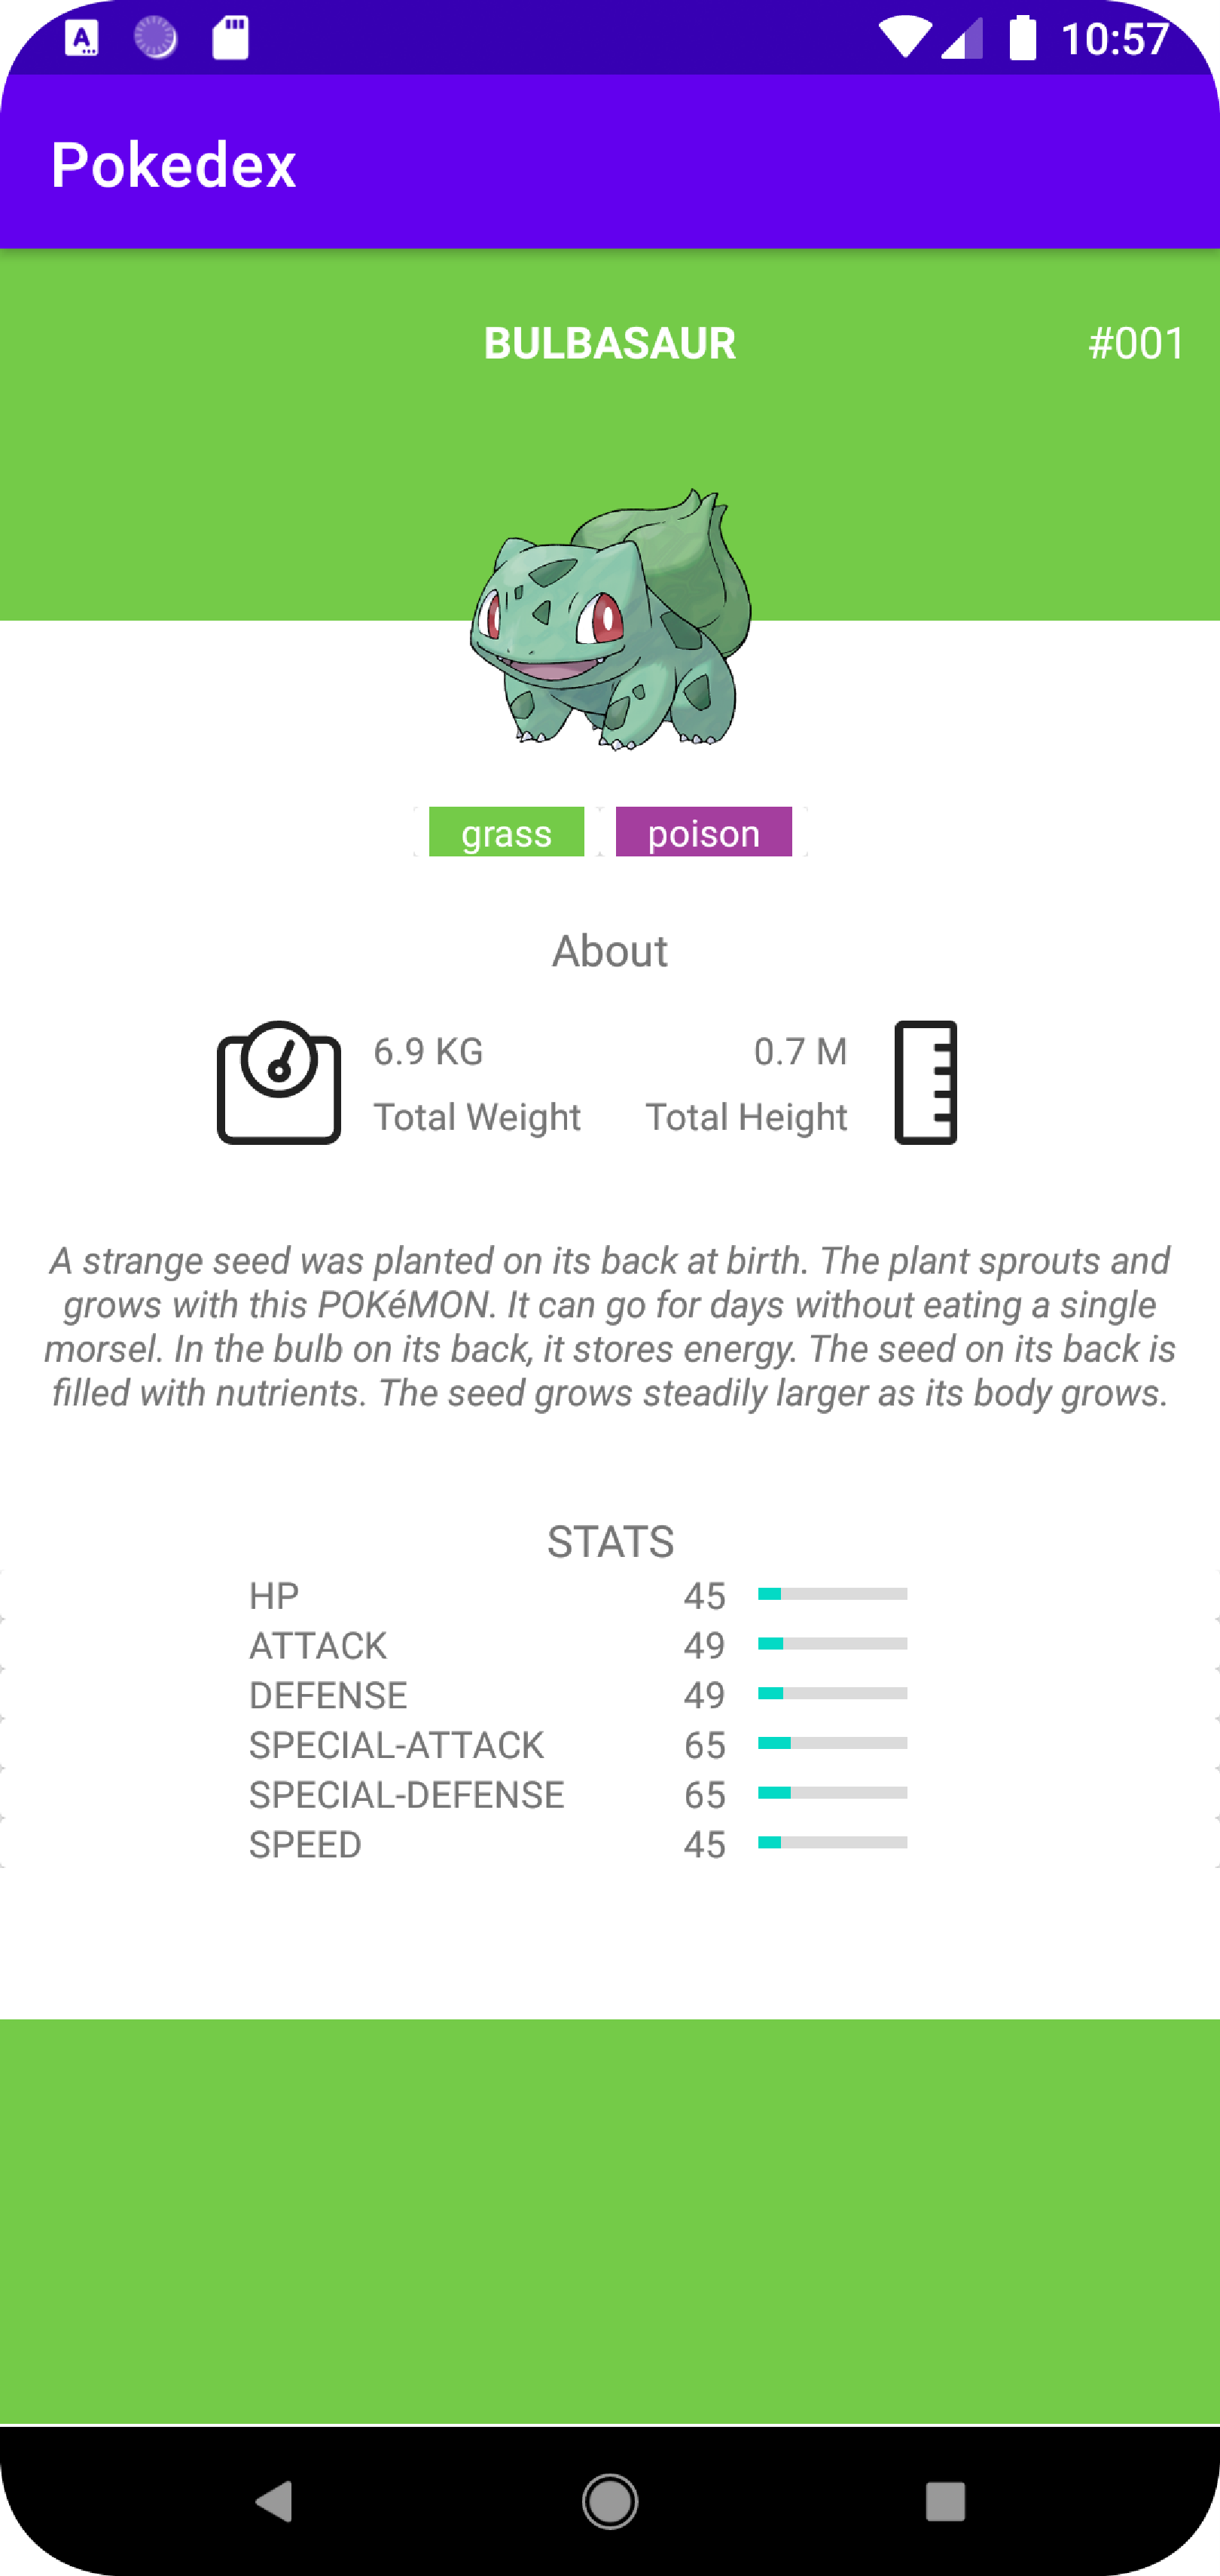 10:57
Pokedex
BULBASAUR #001
grass poison
About
6.9 KG 0.7 M
Total Weight Total Height
A strange seed was planted on its back at birth. The plant sprouts and
grows with this POKéMON. It can go for days without eating a single
morsel. In the bulb on its back, it stores energy. The seed on its back is
filled with nutrients. The seed grows steadily larger as its body grows.
STATS
HP 45
ATTACK 49
DEFENSE 49
SPECIAL-ATTACK 65
SPECIAL-DEFENSE 65
SPEED 45